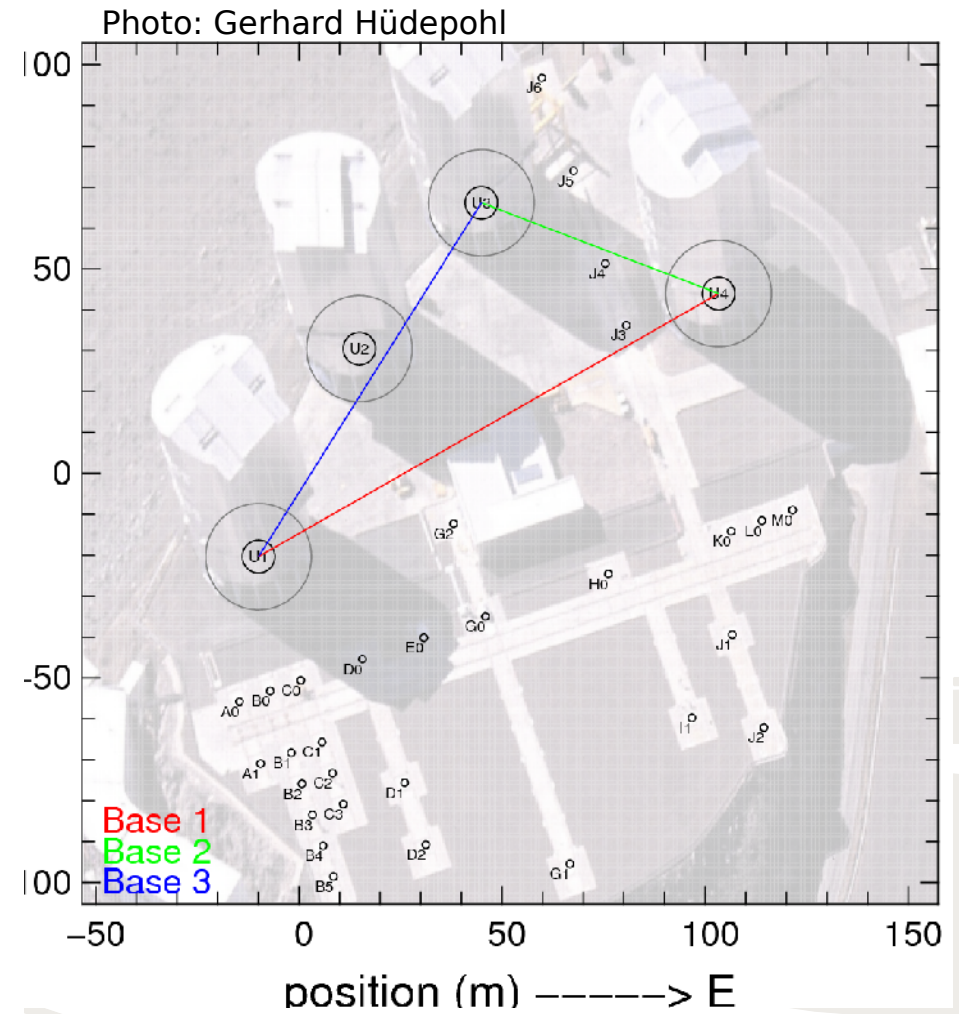 Photo: Gerhard Hüdepohl
00
J6
J5
U3
50
J4
U4
J3
U2
0
M0
L0
G2
K0
U1
H0
G0
J1
E0
D0
-50
C0
B0
A0
I1
J2
C1
B1
A1
C2
D1
B2
C3
B3
Base 1
B4
D2
Base 2
G1
B5
00
Base 3
−50
0
50
100
150
position (m) −−−−−> E